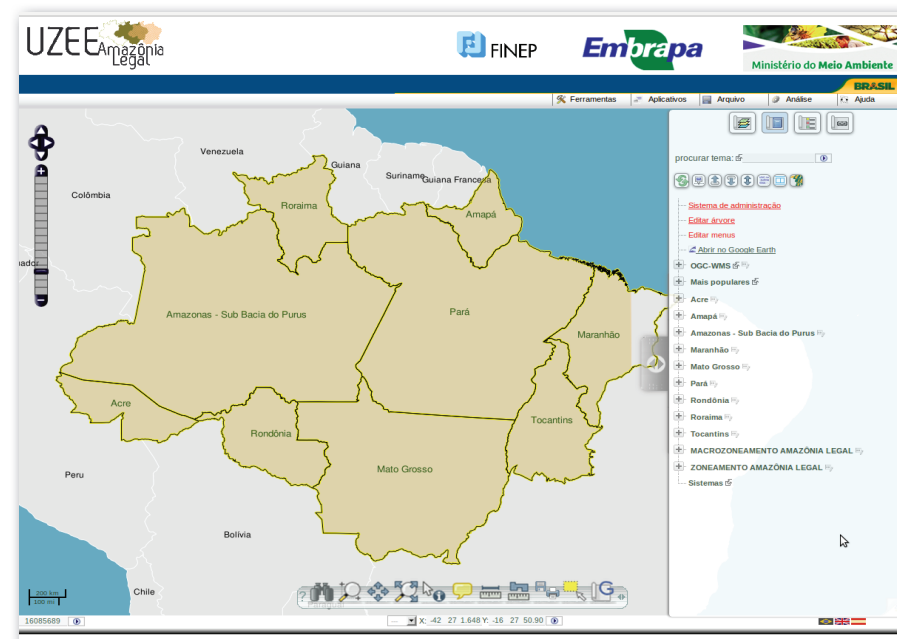 UZEE Amazônia Legal
FINEP
Embrapa
Ministério do Meio Ambiente
BRASIL
Ferramentas
Aplicativos
Arquivo
Análise
Ajuda
Venezuela
Guiana
Suriname
Guiana Francesa
Colômbia
Roraima
Amapá
ador
Amazonas - Sub Bacia do Purus
Pará
Maranhão
Acre
Rondônia
Tocantins
Mato Grosso
Peru
Bolívia
Chile
Paraguai
200 km
100 mi
procurar tema:
Sistema de administração
Editar árvore
Editar menus
Abrir no Google Earth
OGC-WMS
Mais populares
Acre
Amapá
Amazonas - Sub Bacia do Purus
Maranhão
Mato Grosso
Pará
Rondônia
Roraima
Tocantins
MACROZONEAMENTO AMAZÔNIA LEGAL
ZONEAMENTO AMAZÔNIA LEGAL
Sistemas
?
G
16085689
--- X: -42 27 1.648 Y: -16 27 50.90